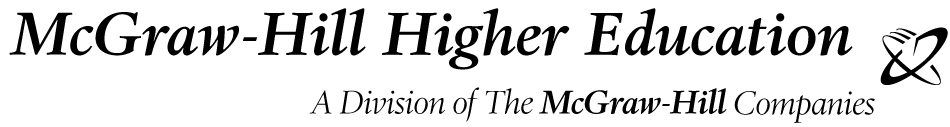 McGraw-Hill Higher Education
A Division of The McGraw-Hill Companies